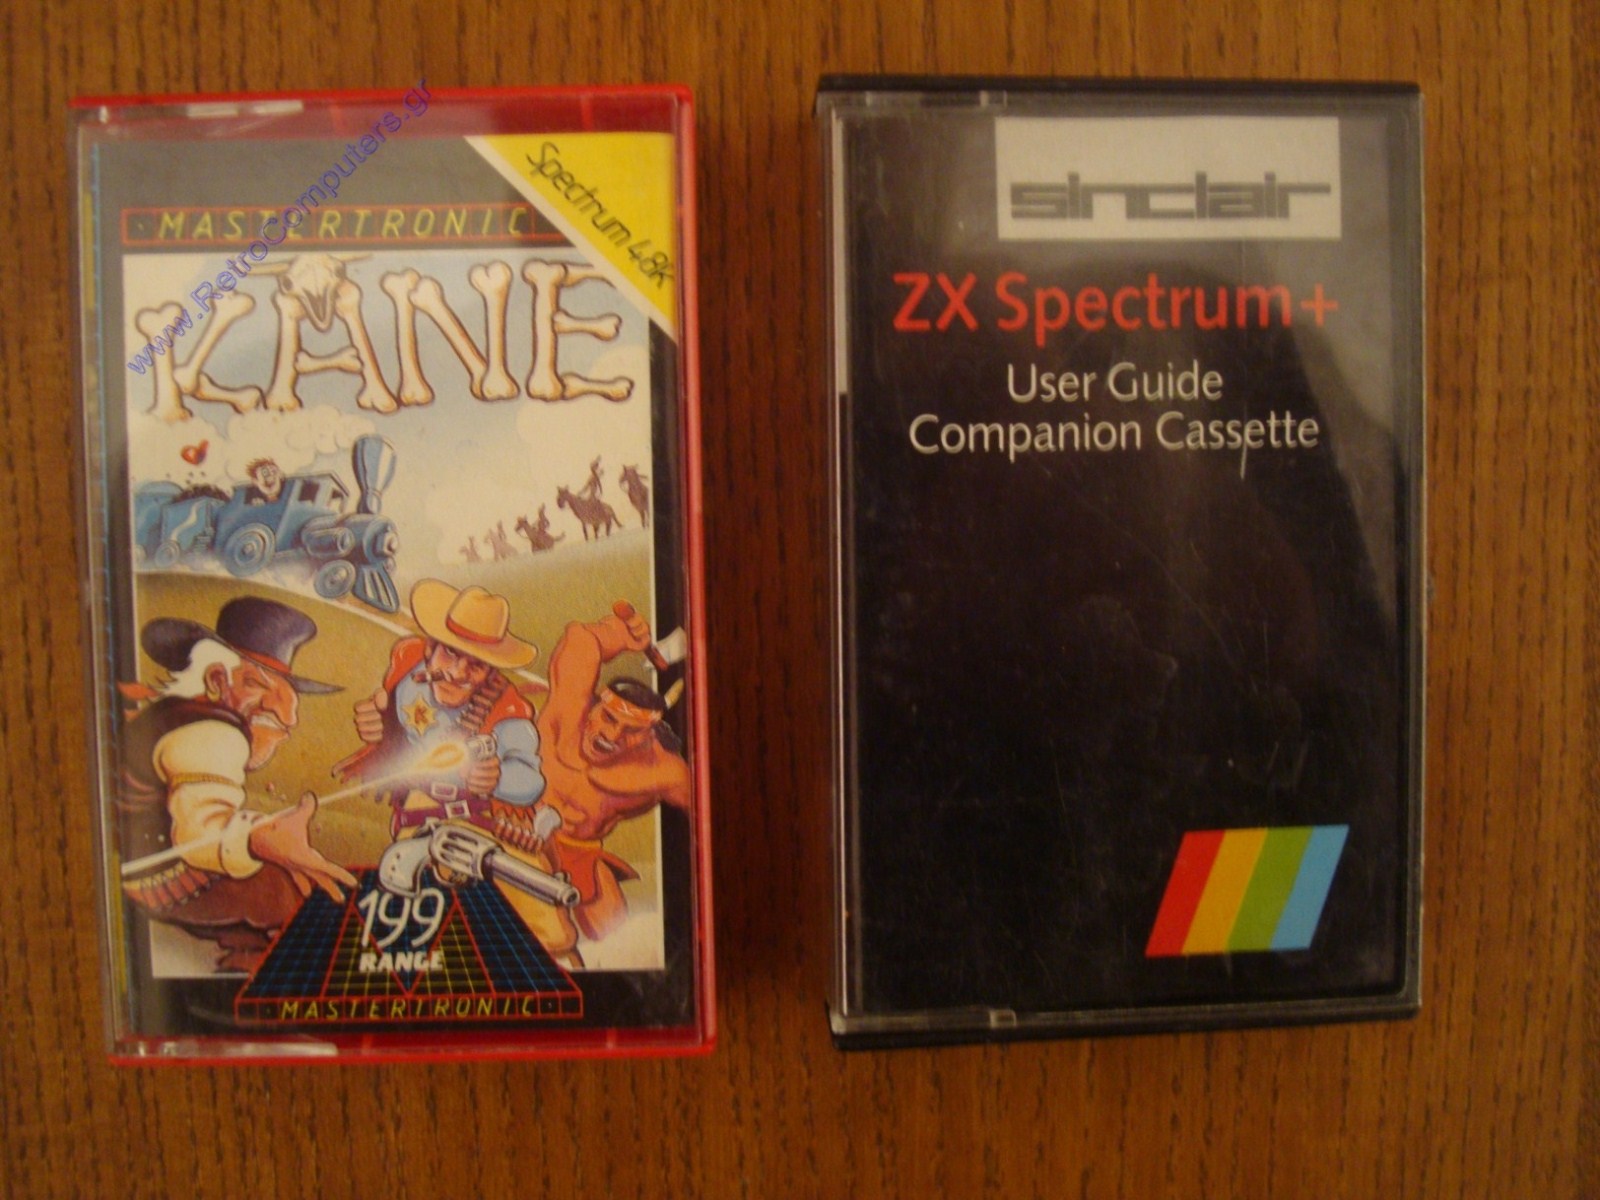 www.RetroComputers.gr
MASTERTRONIC
Spectrum 48K
KANE
K
199
RANGE
MASTERTRONIC
sinclair
ZX Spectrum+
User Guide
Companion Cassette